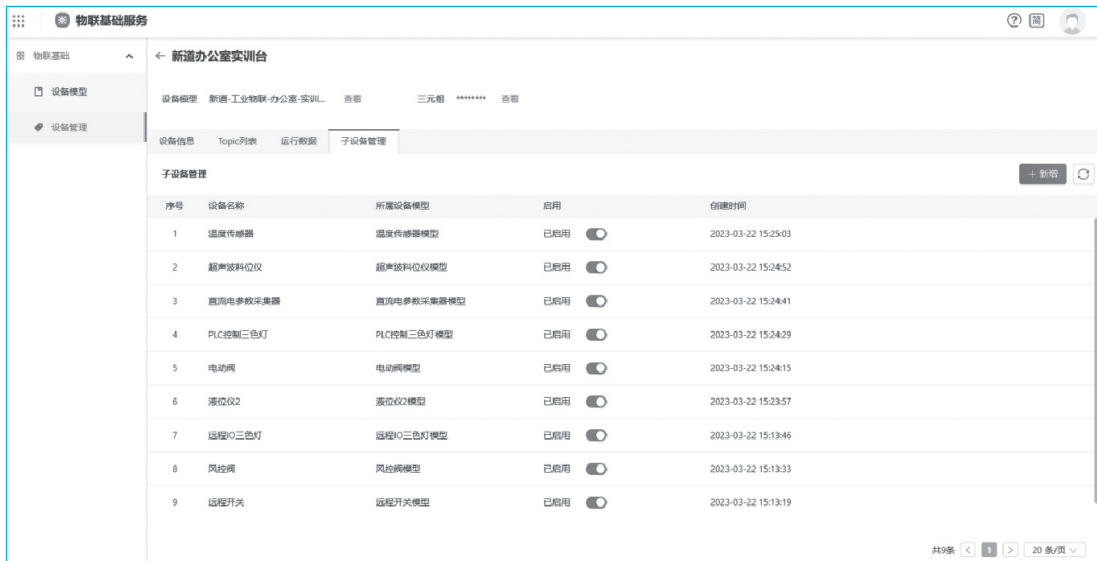 物联基础服务
简
物联基础
设备模型
设备管理
← 新道办公室实训台
设备模型 新道-工业物联-办公室-实训... 查看 三元组 ******** 查看
设备信息 Topic列表 运行数据 子设备管理
子设备管理 + 新增
序号 设备名称 所属设备模型 启用 创建时间
1 温度传感器 温度传感器模型 已启用 2023-03-22 15:25:03
2 超声波料位仪 超声波料位仪模型 已启用 2023-03-22 15:24:52
3 直流电参数采集器 直流电参数采集器模型 已启用 2023-03-22 15:24:41
4 PLC控制三色灯 PLC控制三色灯模型 已启用 2023-03-22 15:24:29
5 电动阀 电动阀模型 已启用 2023-03-22 15:24:15
6 液位仪2 液位仪2模型 已启用 2023-03-22 15:23:57
7 远程IO三色灯 远程IO三色灯模型 已启用 2023-03-22 15:13:46
8 风控阀 风控阀模型 已启用 2023-03-22 15:13:33
9 远程开关 远程开关模型 已启用 2023-03-22 15:13:19
共9条 < 1 > 20 条/页